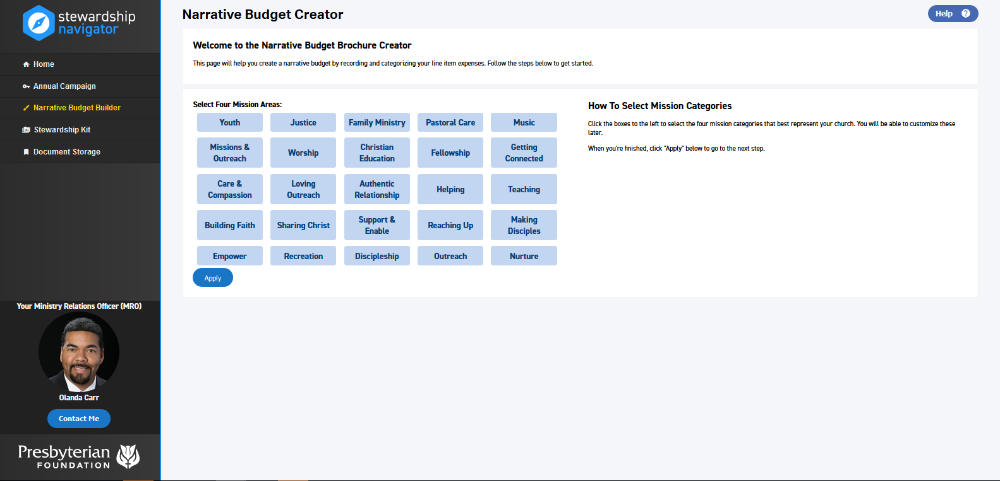 stewardship
navigator
Home
Annual Campaign
Narrative Budget Builder
Stewardship Kit
Document Storage
Your Ministry Relations Officer (MRO)
Olanda Carr
Contact Me
Presbyterian
FOUNDATION
Narrative Budget Creator
Help ?
Welcome to the Narrative Budget Brochure Creator
This page will help you create a narrative budget by recording and categorizing your line item expenses. Follow the steps below to get started.
Select Four Mission Areas:
Youth
Justice
Family Ministry
Pastoral Care
Music
Missions &
Outreach
Worship
Christian
Education
Fellowship
Getting
Connected
Care &
Compassion
Loving
Outreach
Authentic
Relationship
Helping
Teaching
Building Faith
Sharing Christ
Support &
Enable
Reaching Up
Making
Disciples
Empower
Recreation
Discipleship
Outreach
Nurture
Apply
How To Select Mission Categories
Click the boxes to the left to select the four mission categories that best represent your church. You will be able to customize these
later.
When you're finished, click "Apply" below to go to the next step.